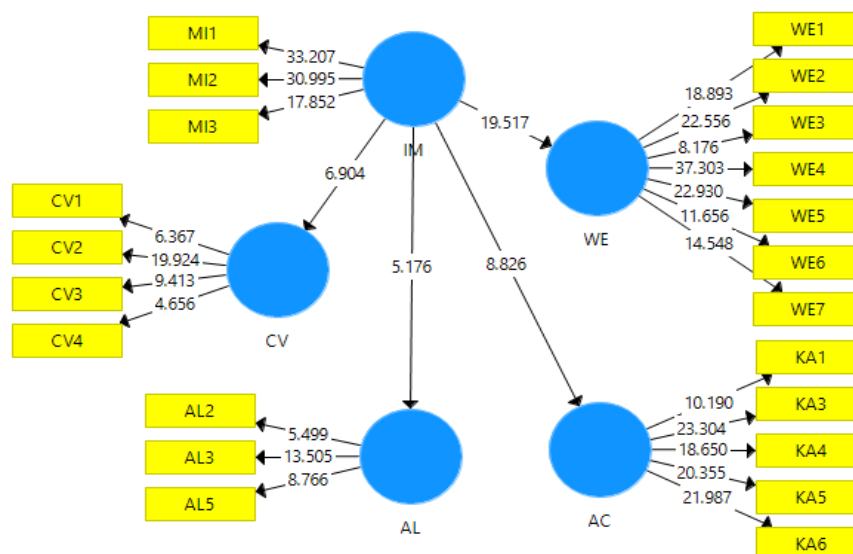 MI1
MI2
MI3
33.207
30.995
17.852
IM
19.517
6.904
5.176
8.826
WE1
WE2
WE3
WE4
WE5
WE6
WE7
18.893
22.556
8.176
37.303
22.930
11.656
14.548
WE
CV1
CV2
CV3
CV4
6.367
19.924
9.413
4.656
CV
AL2
AL3
AL5
5.499
13.505
8.766
AL
KA1
KA3
KA4
KA5
KA6
10.190
23.304
18.650
20.355
21.987
AC